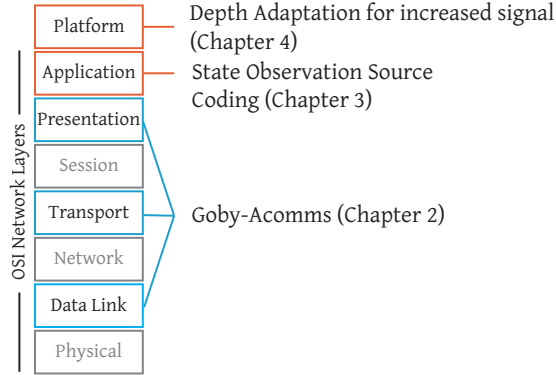 Platform
Depth Adaptation for increased signal
(Chapter 4)
Application
State Observation Source
Coding (Chapter 3)
Presentation
Session
Transport
Goby-Acomms (Chapter 2)
Network
Data Link
Physical
OSI Network Layers